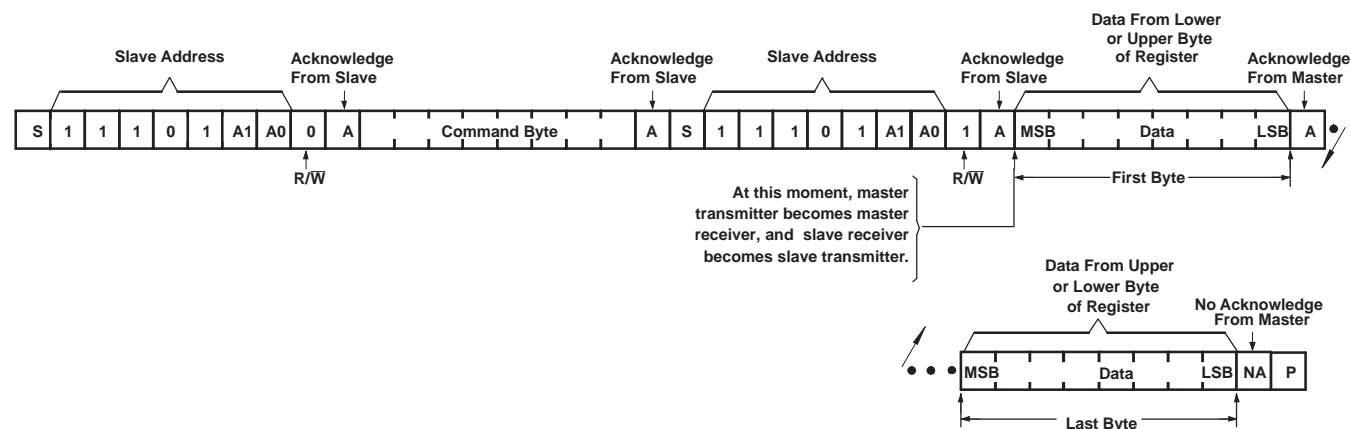 Slave Address
Acknowledge
From Slave
Acknowledge
From Slave
Slave Address
Acknowledge
From Slave
Data From Lower
or Upper Byte
of Register
Acknowledge
From Master
S 1 1 1 0 1 A1 A0 0 A Command Byte A S 1 1 1 0 1 A1 A0 1 A MSB Data LSB A
R/W̅
R/W̅
First Byte
At this moment, master
transmitter becomes master
receiver, and slave receiver
becomes slave transmitter.
Data From Upper
or Lower Byte
of Register
No Acknowledge
From Master
MSB Data LSB NA P
Last Byte